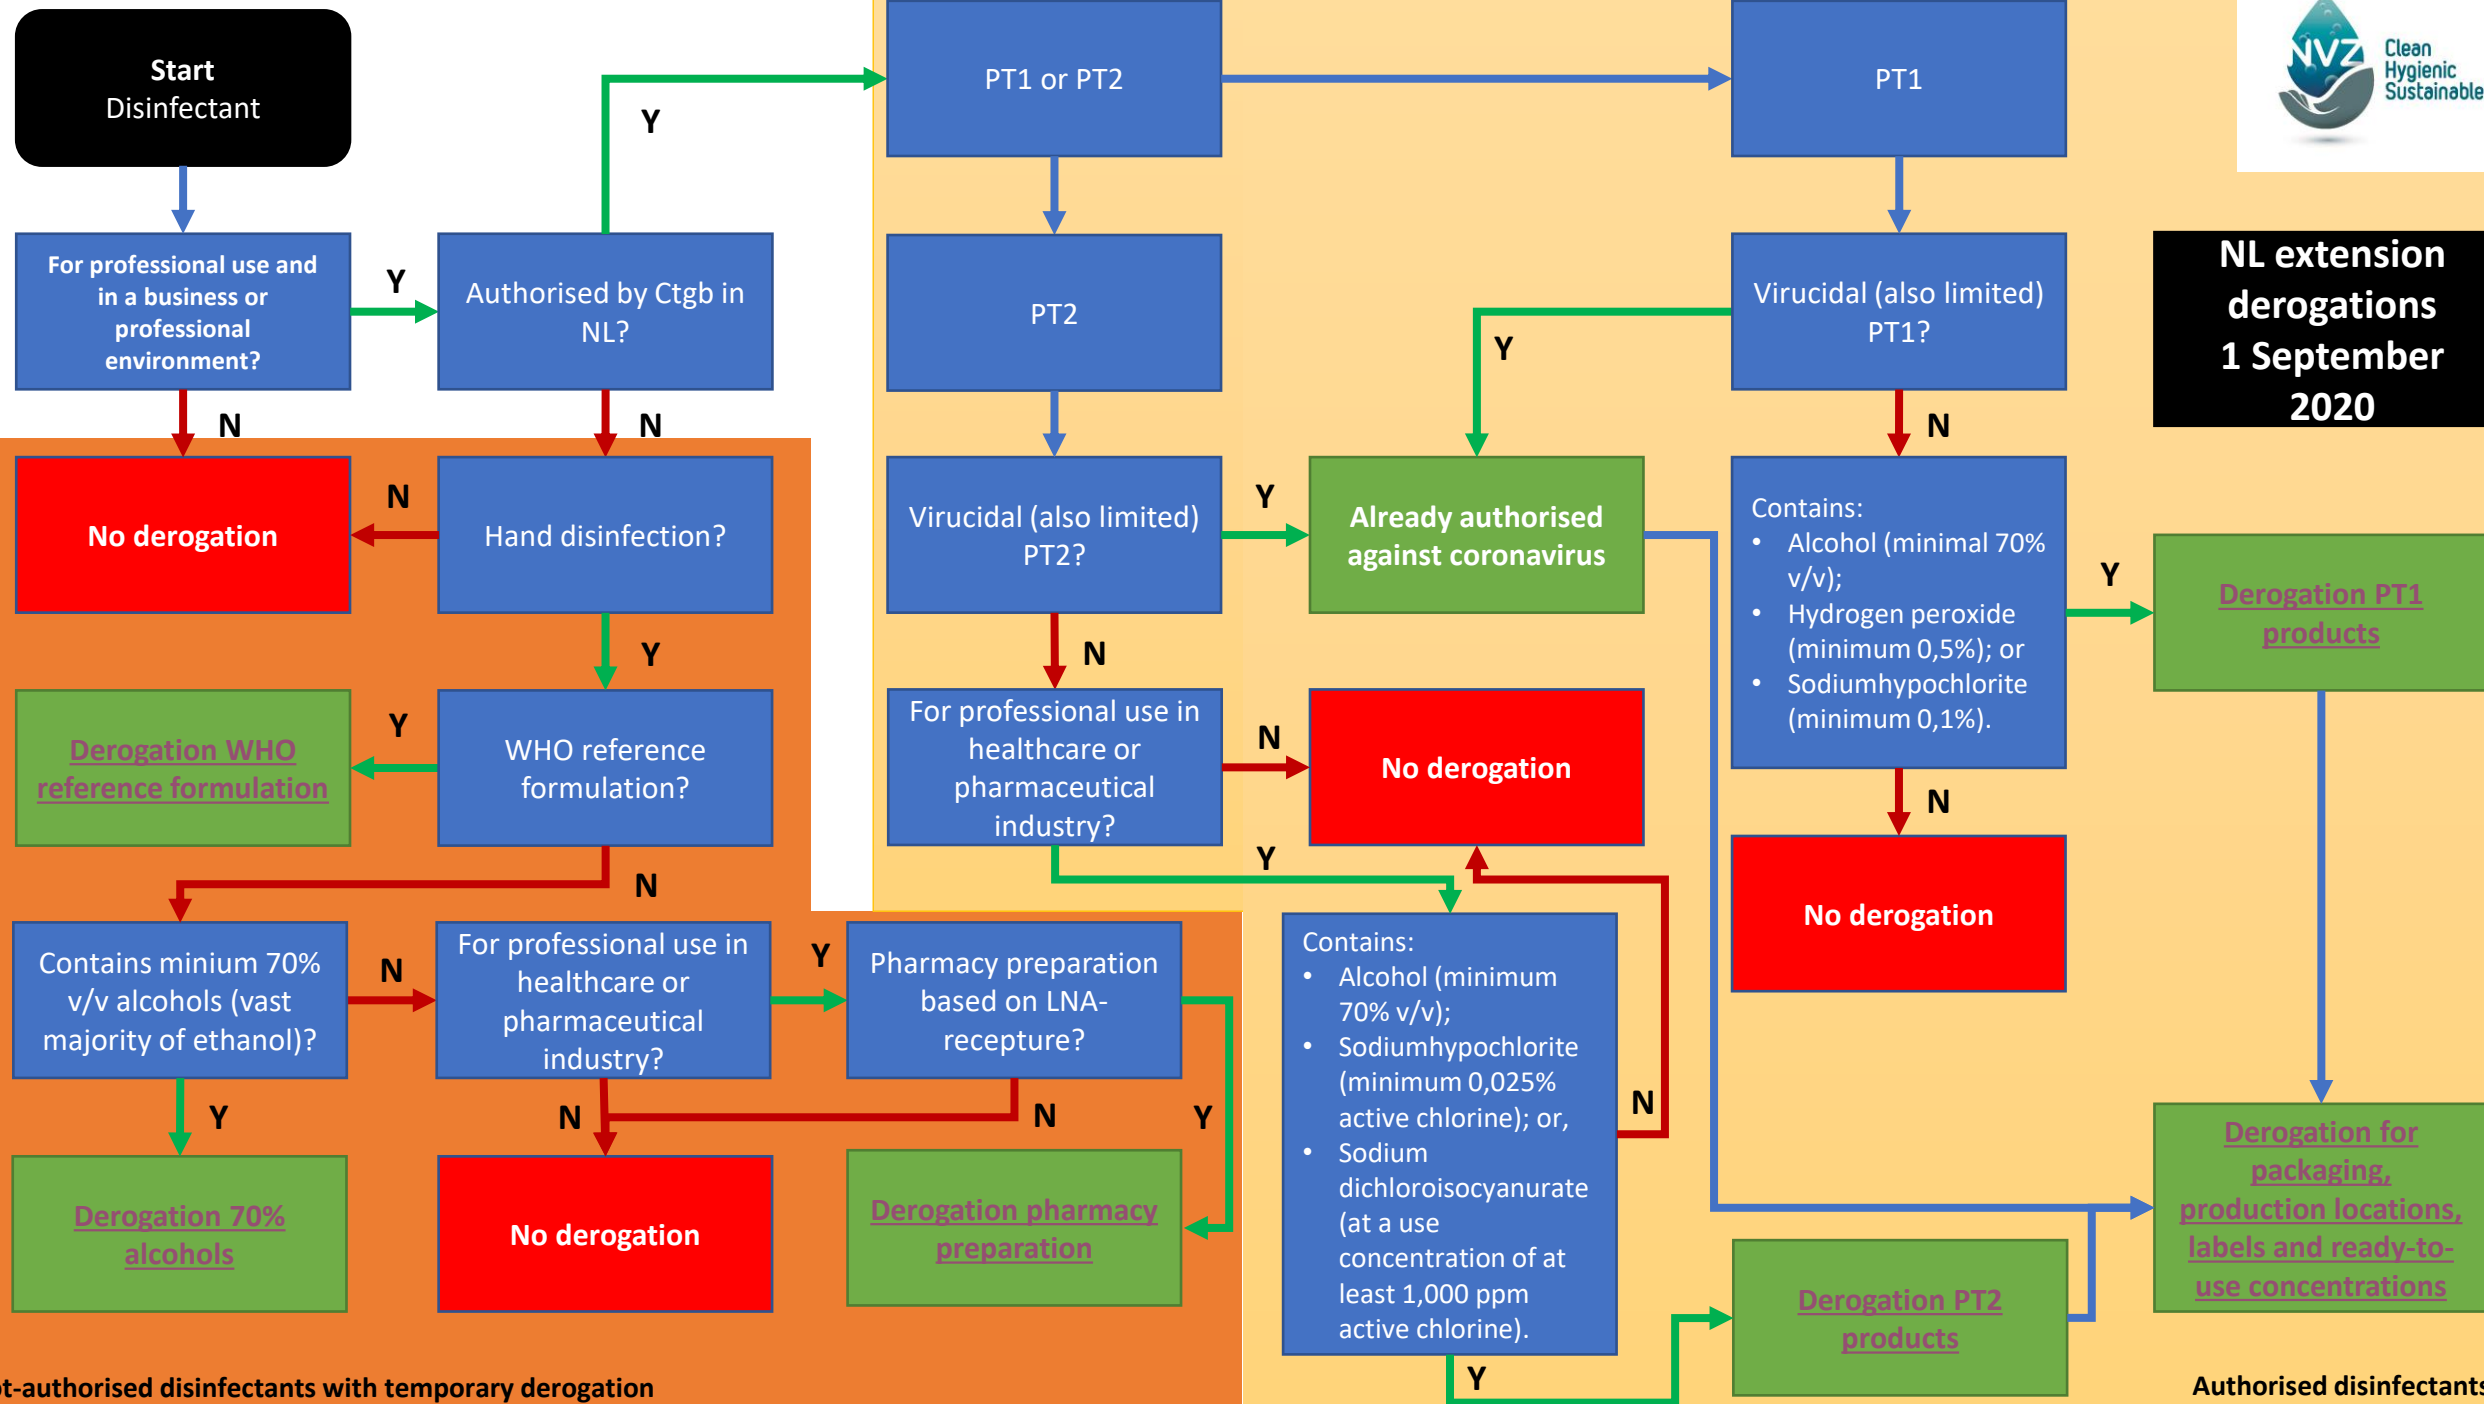 Start
Disinfectant
Y
PT1 or PT2
PT1
NVZ
Clean
Hygienic
Sustainable
For professional use and
in a business or
professional
environment?
Y
Authorised by Ctgb in
NL?
PT2
Virucidal (also limited)
PT1?
NL extension
derogations
1 September
2020
Y
N
N
N
No derogation
N
Hand disinfection?
Virucidal (also limited)
PT2?
Y
Already authorised
against coronavirus
Contains:
• Alcohol (minimal 70%
v/v);
• Hydrogen peroxide
(minimum 0,5%); or
• Sodiumhypochlorite
(minimum 0,1%).
Y
Derogation PT1
products
Y
N
Derogation WHO
reference formulation
Y
WHO reference
formulation?
For professional use in
healthcare or
pharmaceutical
industry?
N
No derogation
N
N
Y
No derogation
Contains minium 70%
v/v alcohols (vast
majority of ethanol)?
N
For professional use in
healthcare or
pharmaceutical
industry?
Y
Pharmacy preparation
based on LNA-
recepture?
Contains:
• Alcohol (minimum
70% v/v);
• Sodiumhypochlorite
(minimum 0,025%
active chlorine); or,
• Sodium
dichloroisocyanurate
(at a use
concentration of at
least 1,000 ppm
active chlorine).
N
Y
N
N
Y
Derogation 70%
alcohols
No derogation
Derogation pharmacy
preparation
Derogation for
packaging,
production locations,
labels and ready-to-
use concentrations
Derogation PT2
products
Y
t-authorised disinfectants with temporary derogation
Authorised disinfectants